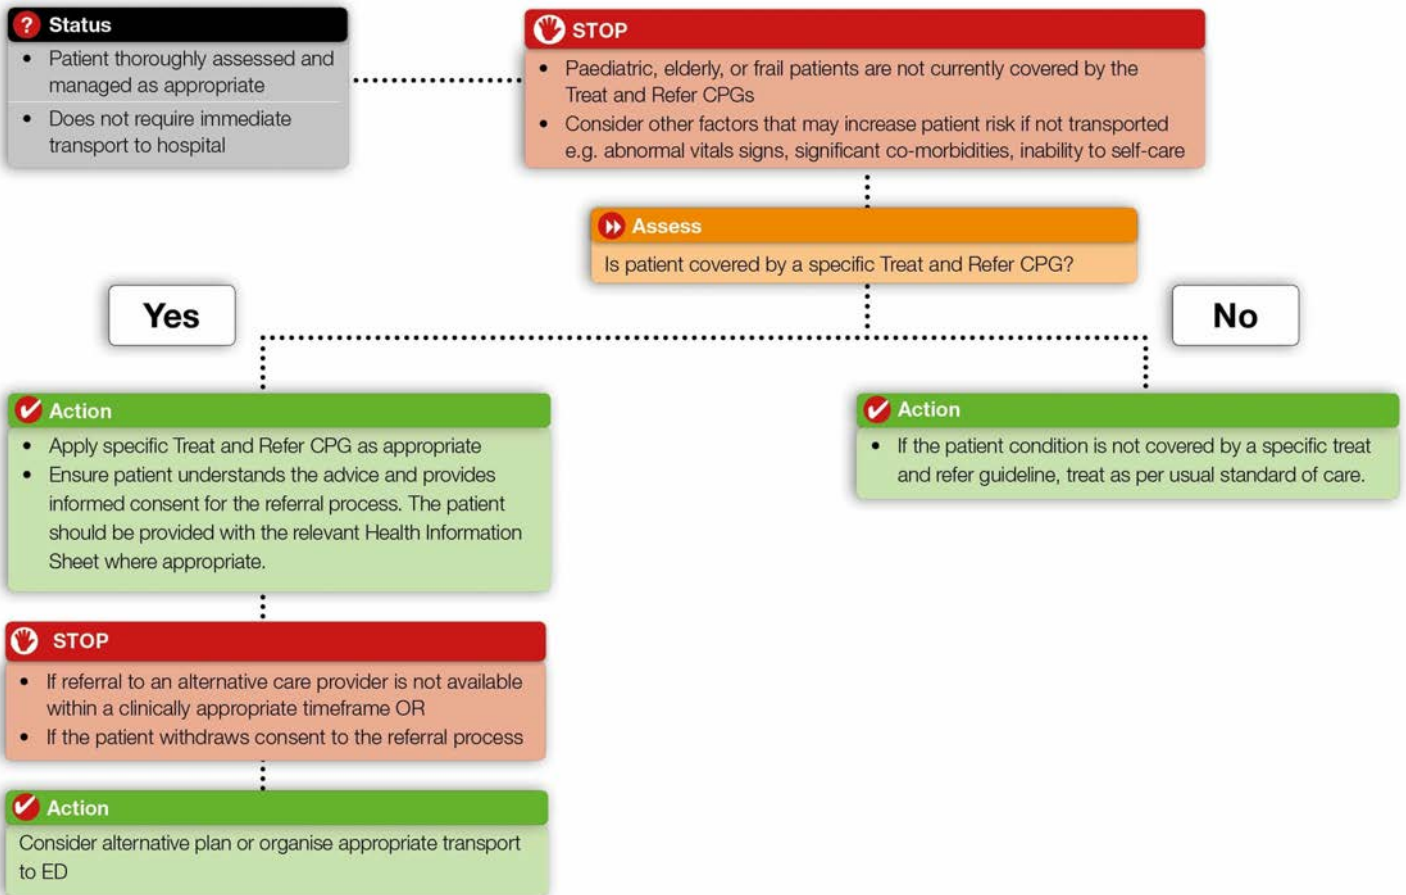 ? Status
• Patient thoroughly assessed and
managed as appropriate
• Does not require immediate
transport to hospital
STOP
• Paediatric, elderly, or frail patients are not currently covered by the
Treat and Refer CPGs
• Consider other factors that may increase patient risk if not transported
e.g. abnormal vitals signs, significant co-morbidities, inability to self-care
Assess
Is patient covered by a specific Treat and Refer CPG?
Yes
No
Action
• Apply specific Treat and Refer CPG as appropriate
• Ensure patient understands the advice and provides
informed consent for the referral process. The patient
should be provided with the relevant Health Information
Sheet where appropriate.
Action
• If the patient condition is not covered by a specific treat
and refer guideline, treat as per usual standard of care.
STOP
• If referral to an alternative care provider is not available
within a clinically appropriate timeframe OR
• If the patient withdraws consent to the referral process
Action
Consider alternative plan or organise appropriate transport
to ED